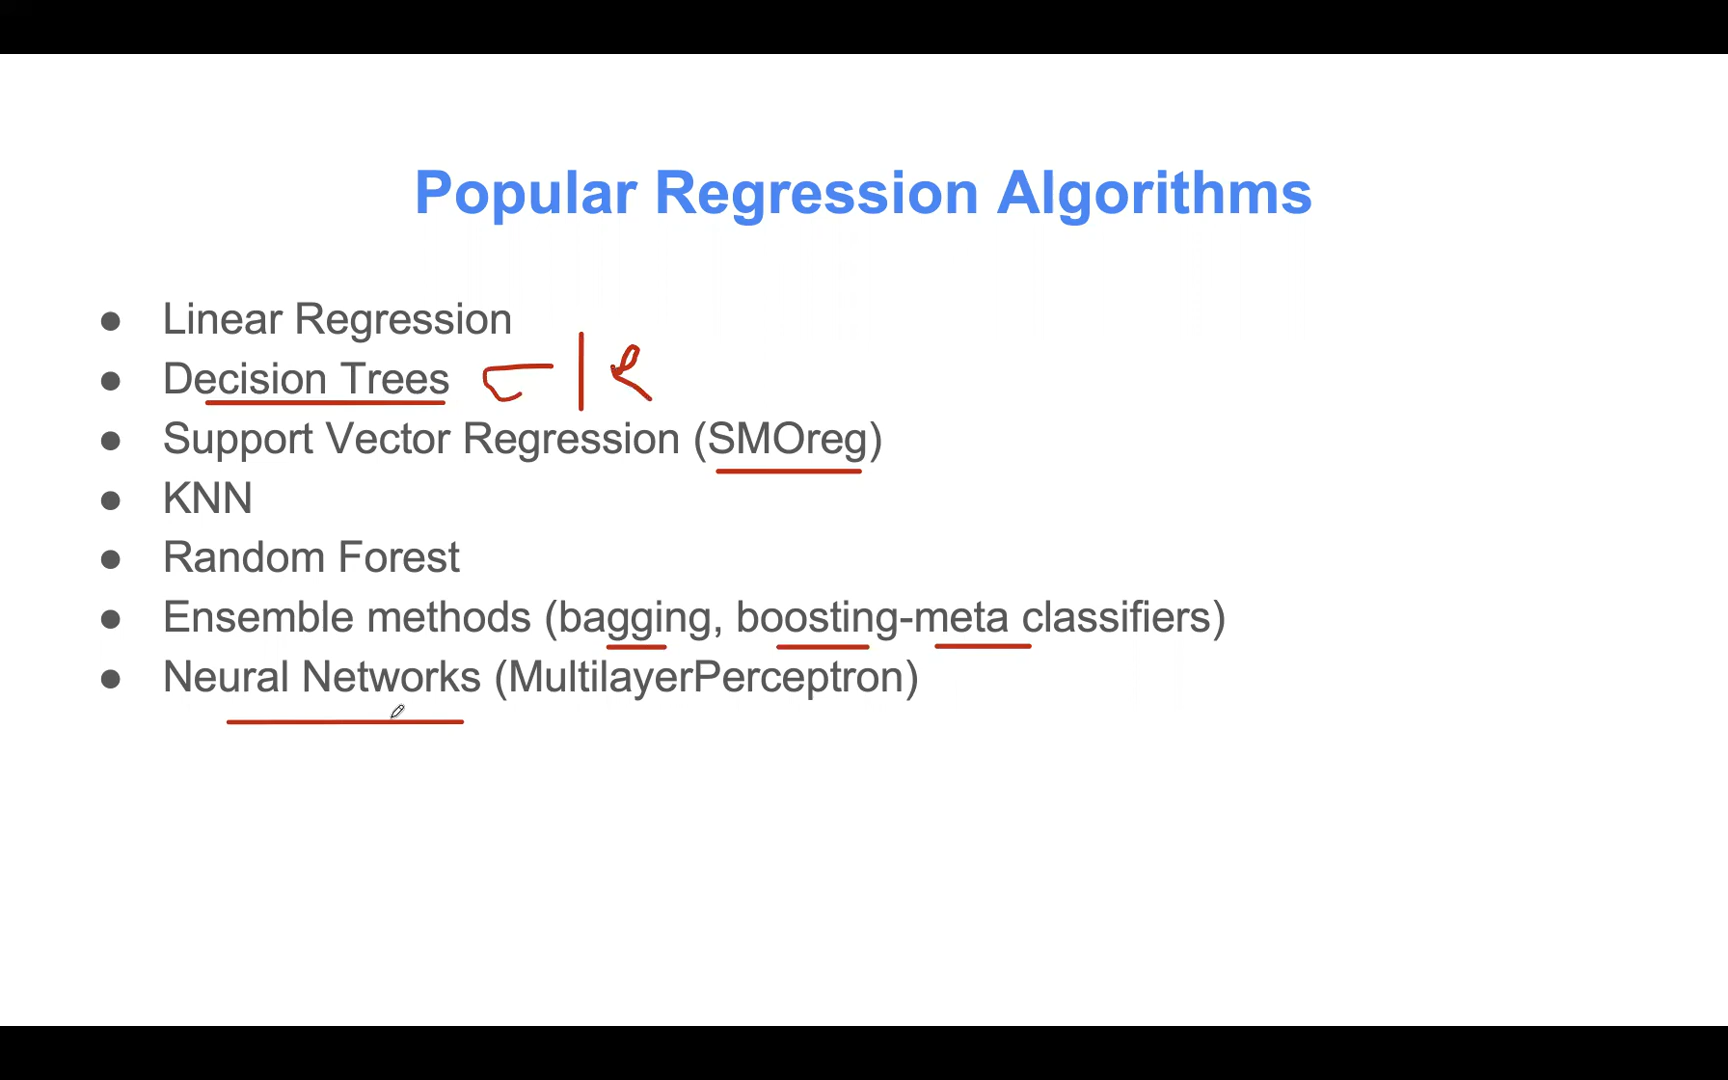 Popular Regression Algorithms
● Linear Regression
● Decision Trees C | R
● Support Vector Regression (SMOreg)
● KNN
● Random Forest
● Ensemble methods (bagging, boosting-meta classifiers)
● Neural Networks (MultilayerPerceptron)